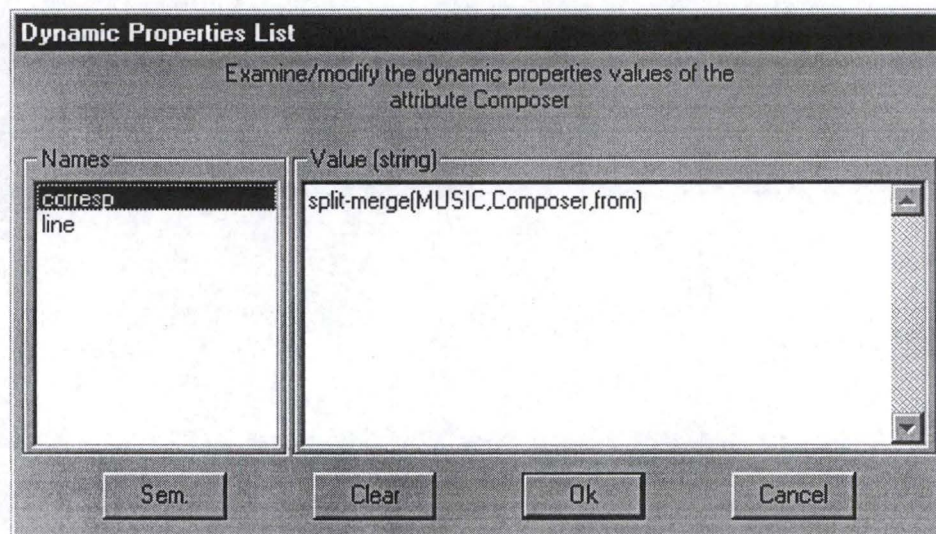 Dynamic Properties List
Examine/modify the dynamic properties values of the
attribute Composer
Names
corresp
line
Value (string)
split-merge(MUSIC,Composer,from)
Sem.
Clear
Ok
Cancel